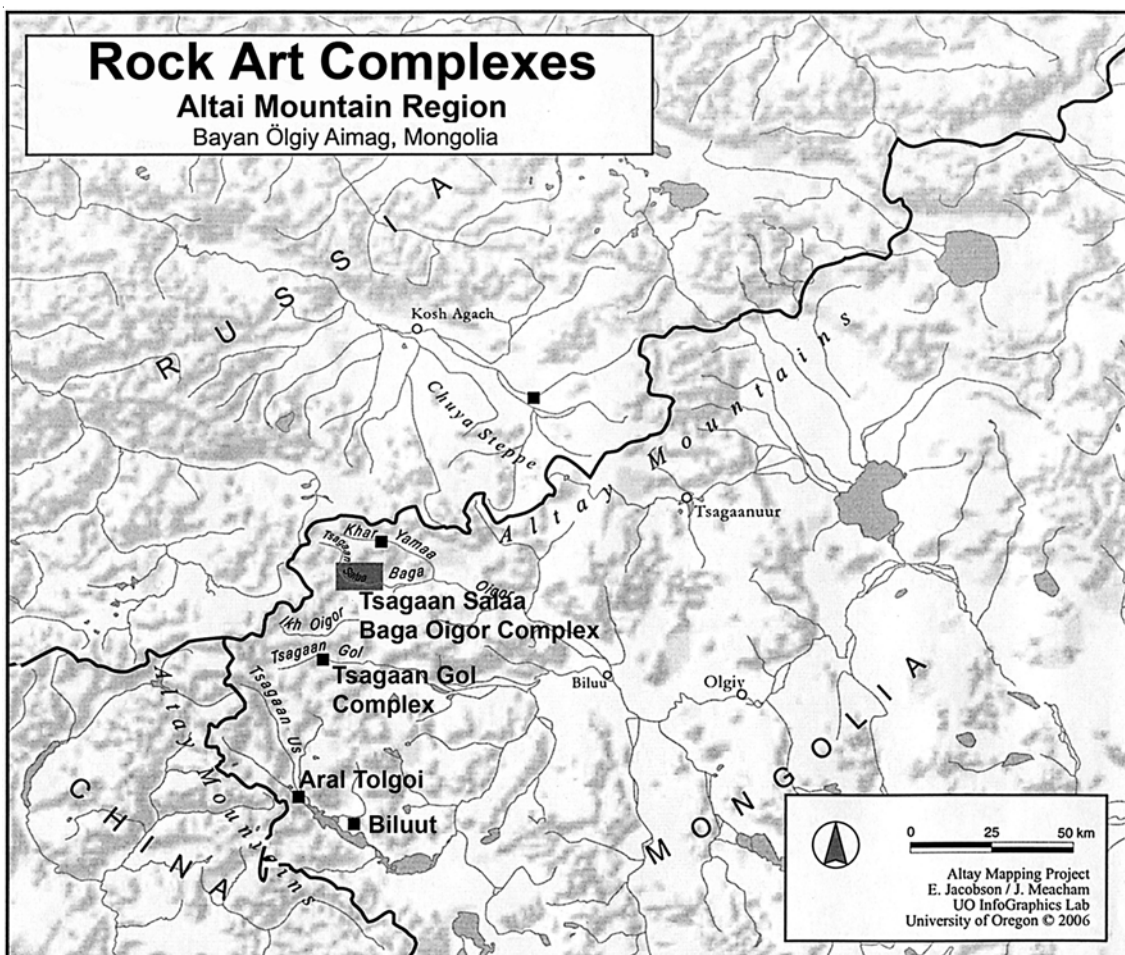 Rock Art Complexes
Altai Mountain Region
Bayan Ölgiy Aimag, Mongolia
RUSSIA
Kosh Agach
Chuya Steppe
Altay Mountains
Tsagaanuur
Khar Yamaa
Tsagaan
Salaa
Baga
Oigor
Tsagaan Salaa
Baga Oigor Complex
Ikh Oigor
Tsagaan Gol
Tsagaan Gol
Complex
Biluu
Olgiy
Tsagaan Us
Altay Mountains
MONGOLIA
CHINA
Aral Tolgoi
Biluut
0 25 50 km
Altay Mapping Project
E. Jacobson / J. Meacham
UO InfoGraphics Lab
University of Oregon © 2006